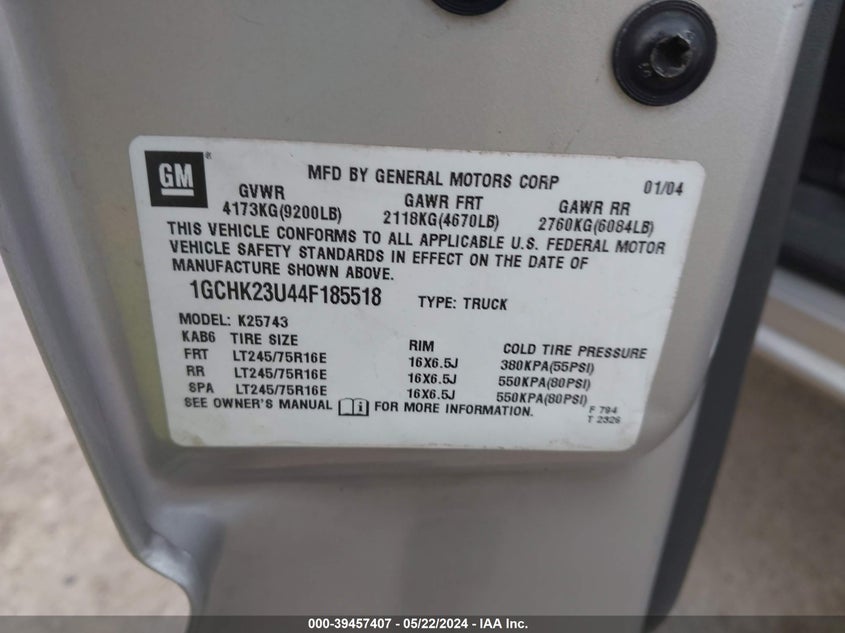 GM ®
MFD BY GENERAL MOTORS CORP 01/04
GVWR GAWR FRT GAWR RR
4173KG(9200LB) 2118KG(4670LB) 2760KG(6084LB)
THIS VEHICLE CONFORMS TO ALL APPLICABLE U.S. FEDERAL MOTOR
VEHICLE SAFETY STANDARDS IN EFFECT ON THE DATE OF
MANUFACTURE SHOWN ABOVE.
1GCHK23U44F185518 TYPE: TRUCK
MODEL: K25743
KAB6 TIRE SIZE RIM COLD TIRE PRESSURE
FRT LT245/75R16E 16X6.5J 380KPA(55PSI)
RR LT245/75R16E 16X6.5J 550KPA(80PSI)
SPA LT245/75R16E 16X6.5J 550KPA(80PSI)
SEE OWNER'S MANUAL i FOR MORE INFORMATION.
F 794
T 2326
000-39457407 - 05/22/2024 - IAA Inc.